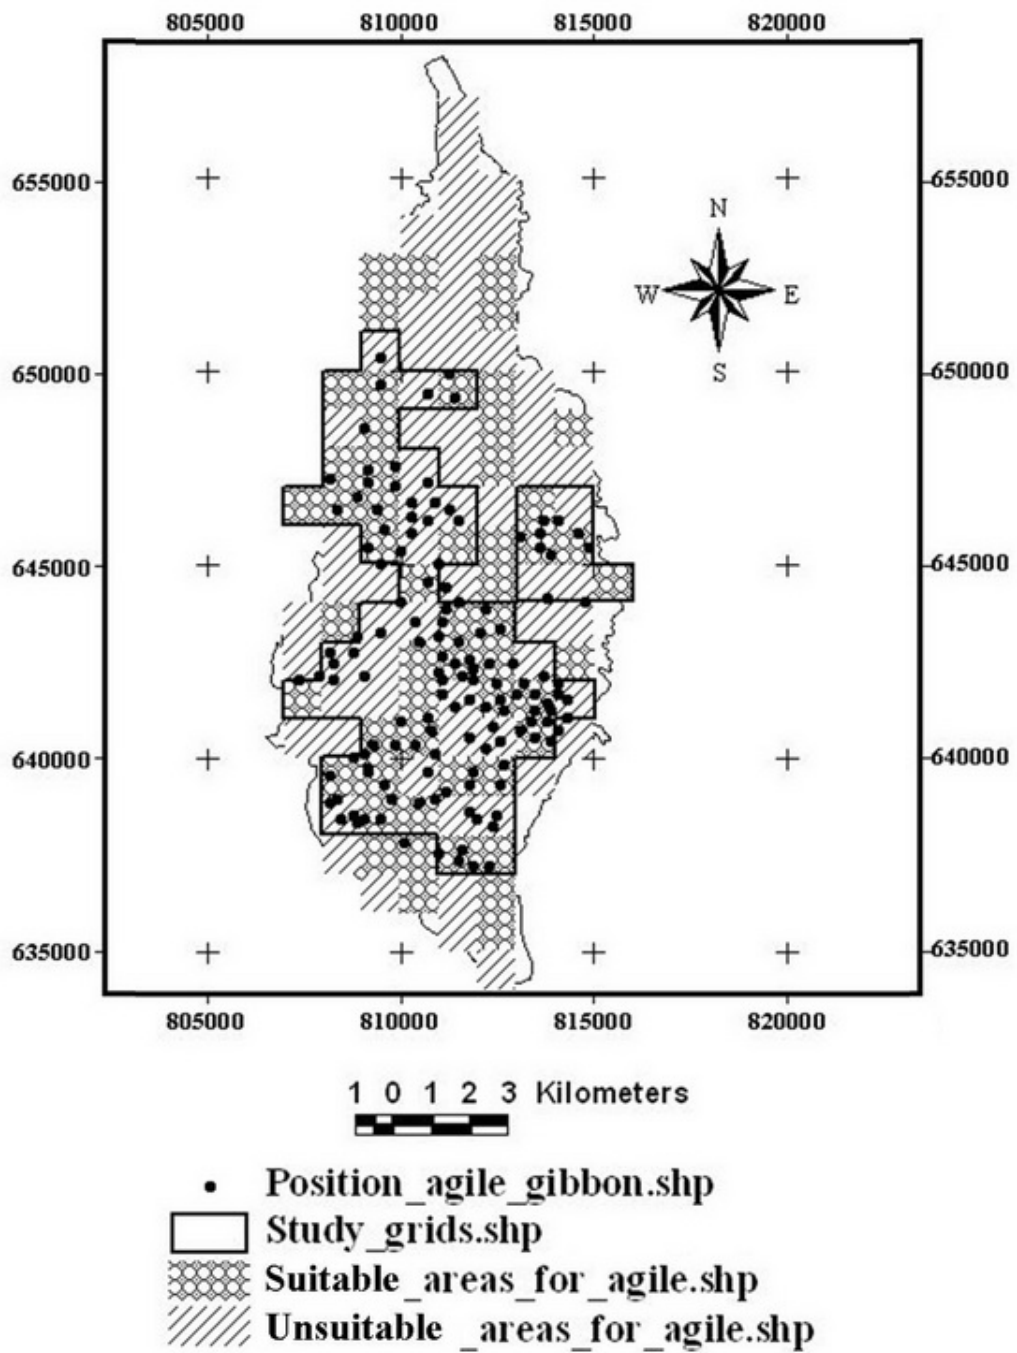 805000 810000 815000 820000
655000 655000
N
W E
S
650000 650000
645000 645000
640000 640000
635000 635000
805000 810000 815000 820000
1 0 1 2 3 Kilometers
Position_agile_gibbon.shp
Study_grids.shp
Suitable_areas_for_agile.shp
Unsuitable _areas_for_agile.shp